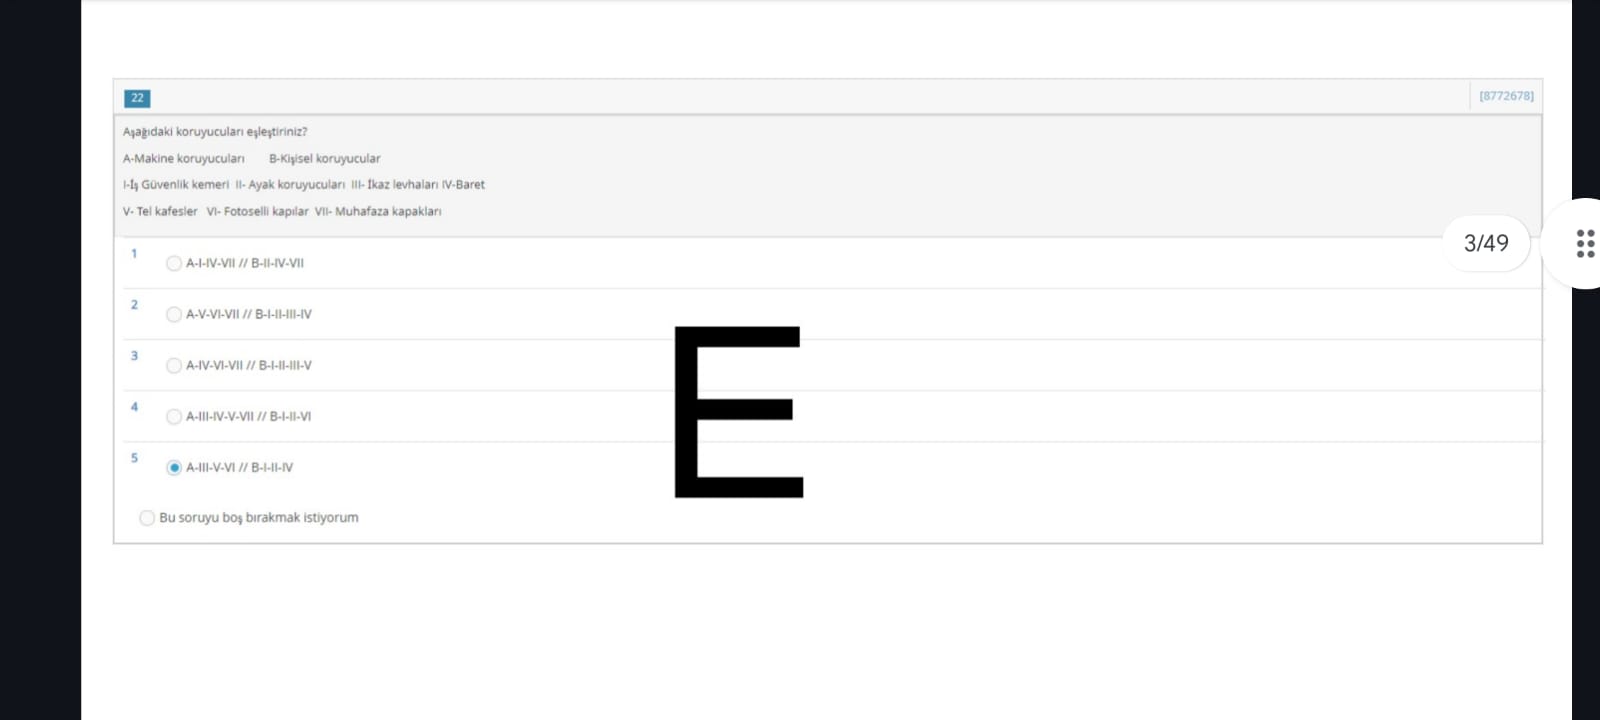 22
[8772678]
Aşağıdaki koruyucuları eşleştiriniz?
A-Makine koruyucuları B-Kişisel koruyucular
I-İş Güvenlik kemeri II- Ayak koruyucuları III- İkaz levhaları IV-Baret
V- Tel kafesler VI- Fotoselli kapılar VII- Muhafaza kapakları
3/49
1
A-I-IV-VII // B-II-IV-VII
2
A-V-VI-VII // B-I-II-III-IV
3
A-IV-VI-VII // B-I-II-III-V
4
A-III-IV-V-VII // B-I-II-VI
5
A-III-V-VI // B-I-II-IV
Bu soruyu boş bırakmak istiyorum
E